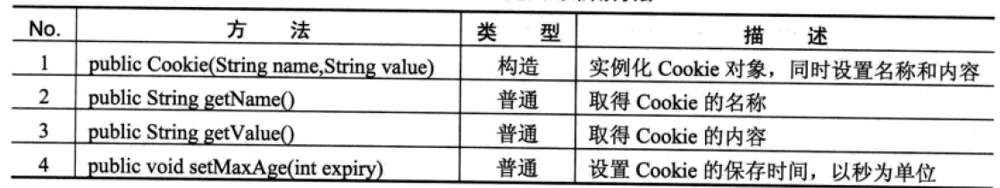 No. 方 法 类 型 描 述
1 public Cookie(String name,String value) 构造 实例化 Cookie 对象，同时设置名称和内容
2 public String getName() 普通 取得 Cookie 的名称
3 public String getValue() 普通 取得 Cookie 的内容
4 public void setMaxAge(int expiry) 普通 设置 Cookie 的保存时间，以秒为单位